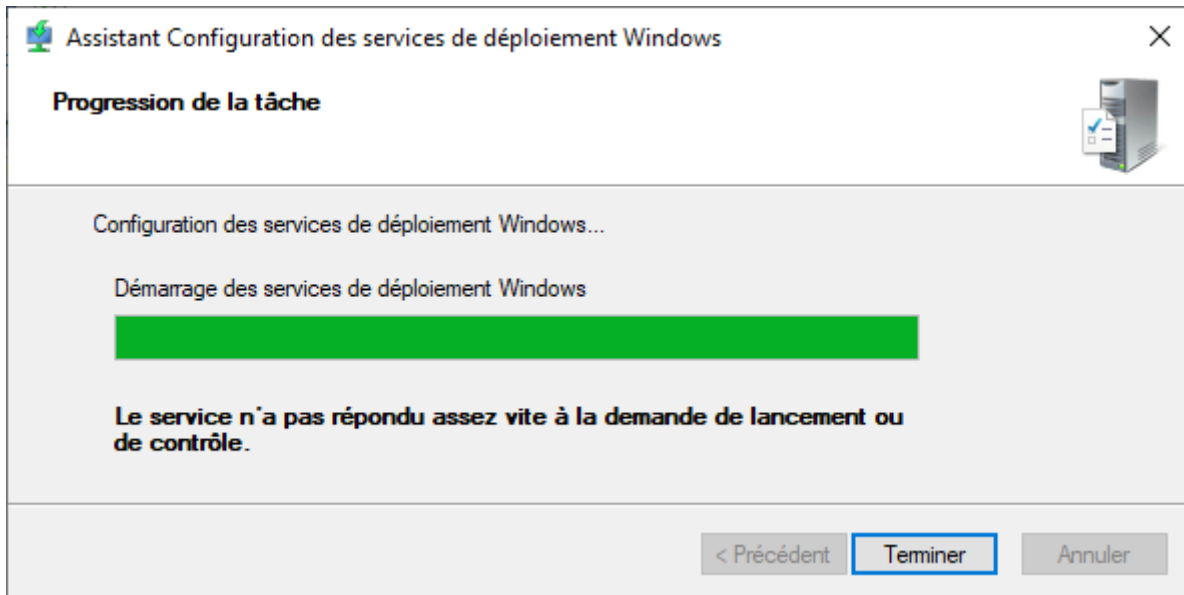 Assistant Configuration des services de déploiement Windows
Progression de la tâche
Configuration des services de déploiement Windows...
Démarrage des services de déploiement Windows
Le service n'a pas répondu assez vite à la demande de lancement ou
de contrôle.
< Précédent Terminer Annuler